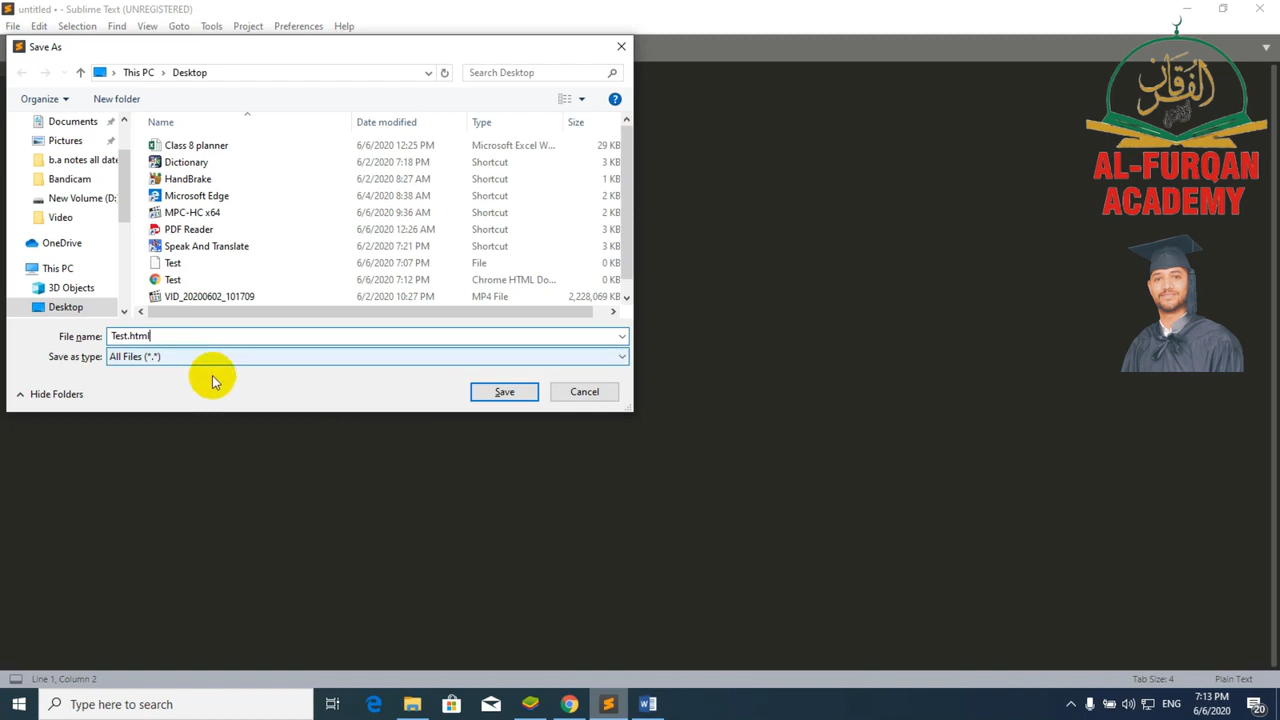 untitled • - Sublime Text (UNREGISTERED)
File Edit Selection Find View Goto Tools Project Preferences Help
Save As
This PC > Desktop
Search Desktop
Organize New folder
Name Date modified Type Size
Class 8 planner 6/6/2020 12:25 PM Microsoft Excel W... 29 KB
Dictionary 6/2/2020 7:18 PM Shortcut 3 KB
HandBrake 6/2/2020 8:27 AM Shortcut 1 KB
Microsoft Edge 6/4/2020 8:38 AM Shortcut 2 KB
MPC-HC x64 6/6/2020 9:36 AM Shortcut 2 KB
PDF Reader 6/6/2020 12:26 AM Shortcut 3 KB
Speak And Translate 6/2/2020 7:21 PM Shortcut 3 KB
Test 6/6/2020 7:07 PM File 0 KB
Test 6/6/2020 7:12 PM Chrome HTML Do... 0 KB
VID_20200602_101709 6/2/2020 10:27 PM MP4 File 2,228,069 KB
Documents
Pictures
b.a notes all date
Bandicam
New Volume (D:
Video
OneDrive
This PC
3D Objects
Desktop
File name: Test.html
Save as type: All Files (*.*)
Hide Folders
Save
Cancel
الفرقان
AL-FURQAN
ACADEMY
Line 1, Column 2
Tab Size: 4
Plain Text
Type here to search
ENG
7:13 PM
6/6/2020
20